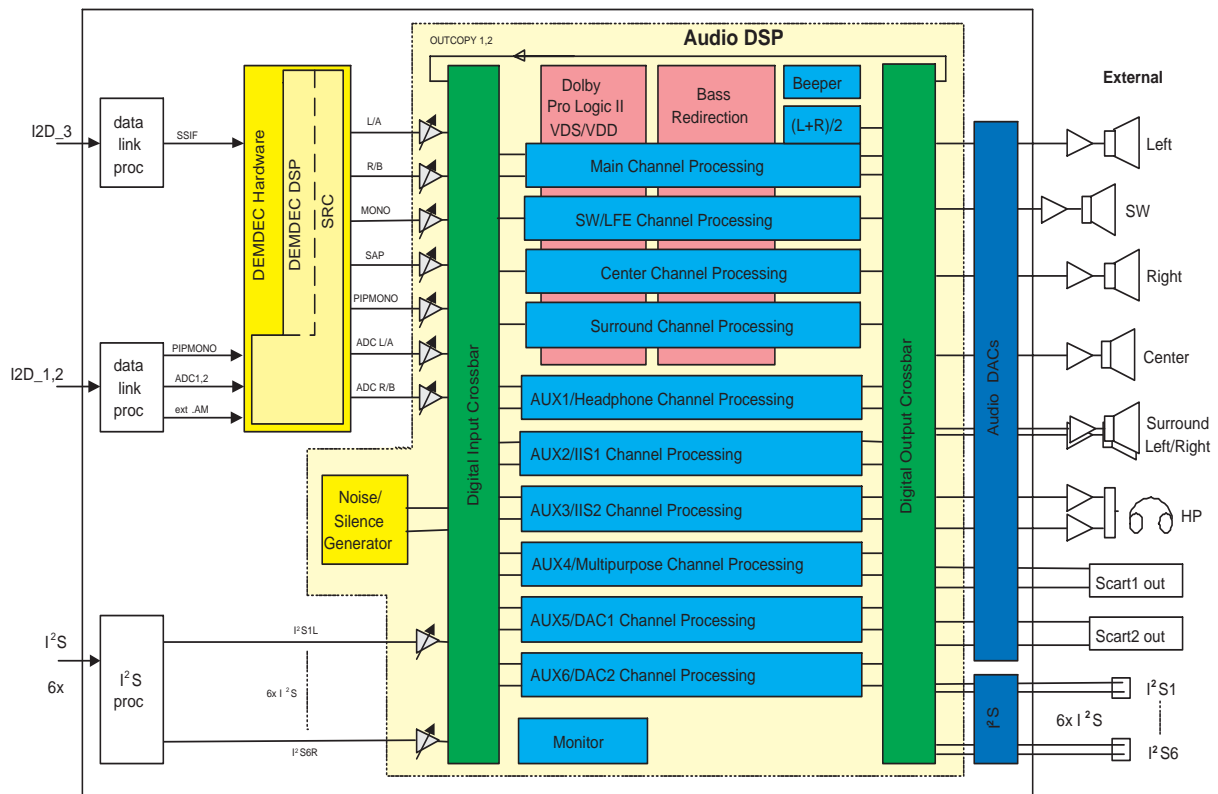 Audio DSP
OUTCOPY 1,2
External
I2D_3
data
link
proc
SSIF
DEMDEC Hardware
DEMDEC DSP
SRC
L/A
R/B
MONO
SAP
PIPMONO
ADC L/A
ADC R/B
I2D_1,2
data
link
proc
PIPMONO
ADC1,2
ext .AM
Noise/
Silence
Generator
I²S
6x
I²S
proc
I²S1L
6x I²S
I²S6R
Digital Input Crossbar
Dolby
Pro Logic II
VDS/VDD
Bass
Redirection
Beeper
(L+R)/2
Main Channel Processing
SW/LFE Channel Processing
Center Channel Processing
Surround Channel Processing
AUX1/Headphone Channel Processing
AUX2/IIS1 Channel Processing
AUX3/IIS2 Channel Processing
AUX4/Multipurpose Channel Processing
AUX5/DAC1 Channel Processing
AUX6/DAC2 Channel Processing
Monitor
Digital Output Crossbar
Audio DACs
I²S
Left
SW
Right
Center
Surround
Left/Right
HP
Scart1 out
Scart2 out
I²S1
6x I²S
I²S6